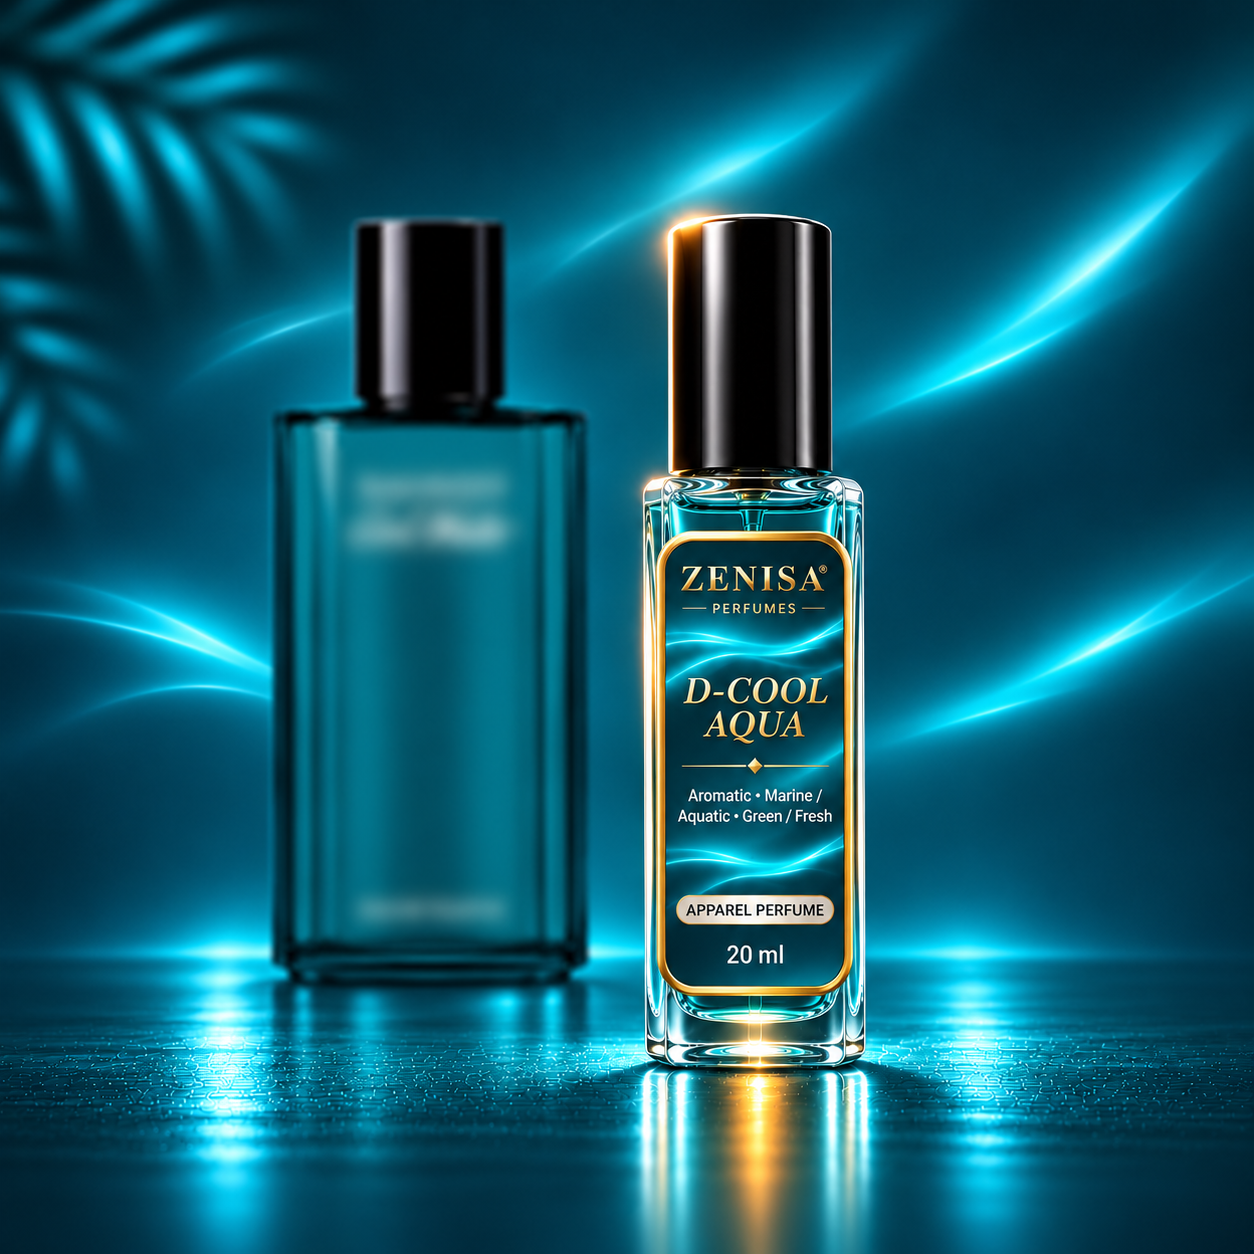 ZENISA®
PERFUMES
D-COOL
AQUA
Aromatic • Marine /
Aquatic • Green / Fresh
APPAREL PERFUME
20 ml